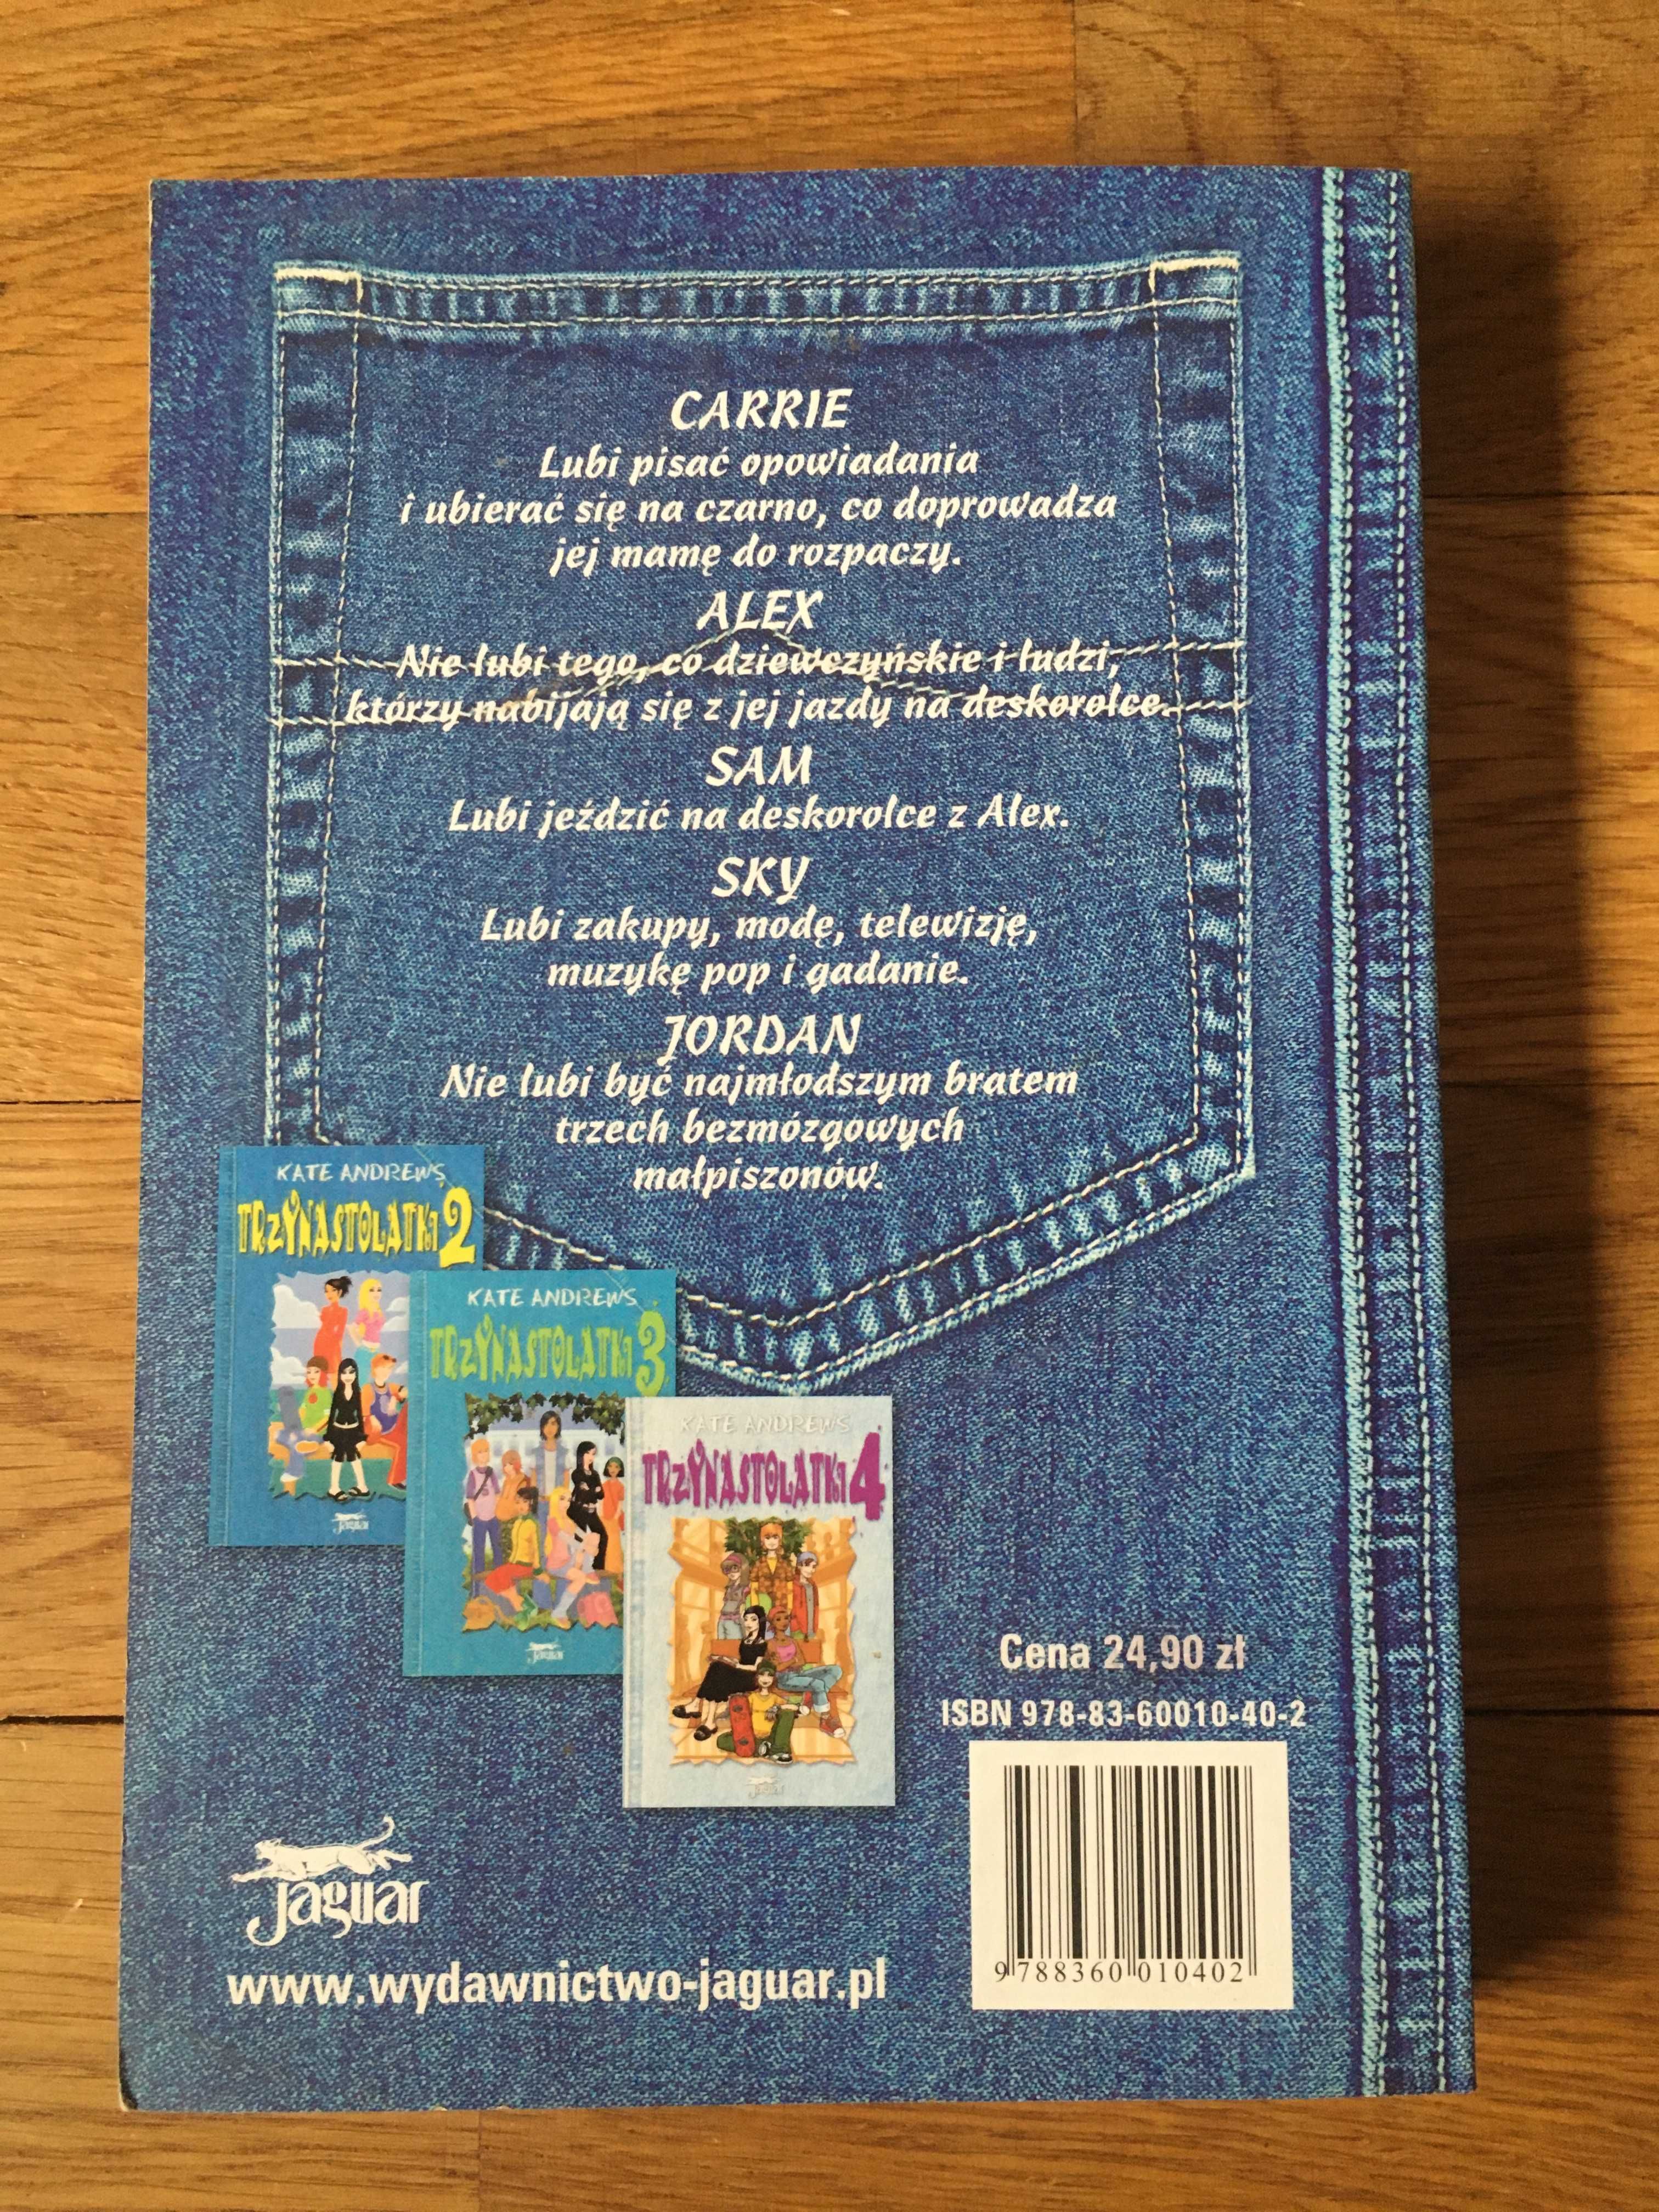 CARRIE
Lubi pisać opowiadania
i ubierać się na czarno, co doprowadza
jej mamę do rozpaczy.
ALEX
Nie lubi tego, co dziewczyńskie i ludzi,
którzy nabijają się z jej jazdy na deskorolce.
SAM
Lubi jeździć na deskorolce z Alex.
SKY
Lubi zakupy, modę, telewizję,
muzykę pop i gadanie.
JORDAN
Nie lubi być najmłodszym bratem
trzech bezmózgowych
małpiszonów.
KATE ANDREWS
TRZYNASTOLATKI 2
jaguar
KATE ANDREWS
TRZYNASTOLATKI 3
jaguar
KATE ANDREWS
TRZYNASTOLATKI 4
jaguar
Cena 24,90 zł
ISBN 978-83-60010-40-2
9 788360 010402
jaguar
www.wydawnictwo-jaguar.pl